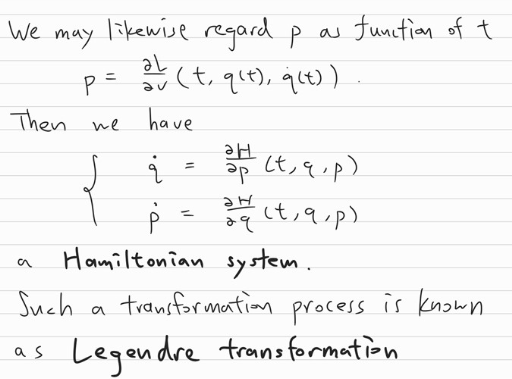 We may likewise regard p as function of t
p = ∂L/∂v (t, q(t), q̇(t)) .
Then we have
q̇ = ∂H/∂p (t, q, p)
ṗ = ∂H/∂q (t, q, p)
a Hamiltonian system.
Such a transformation process is known
as Legendre transformation